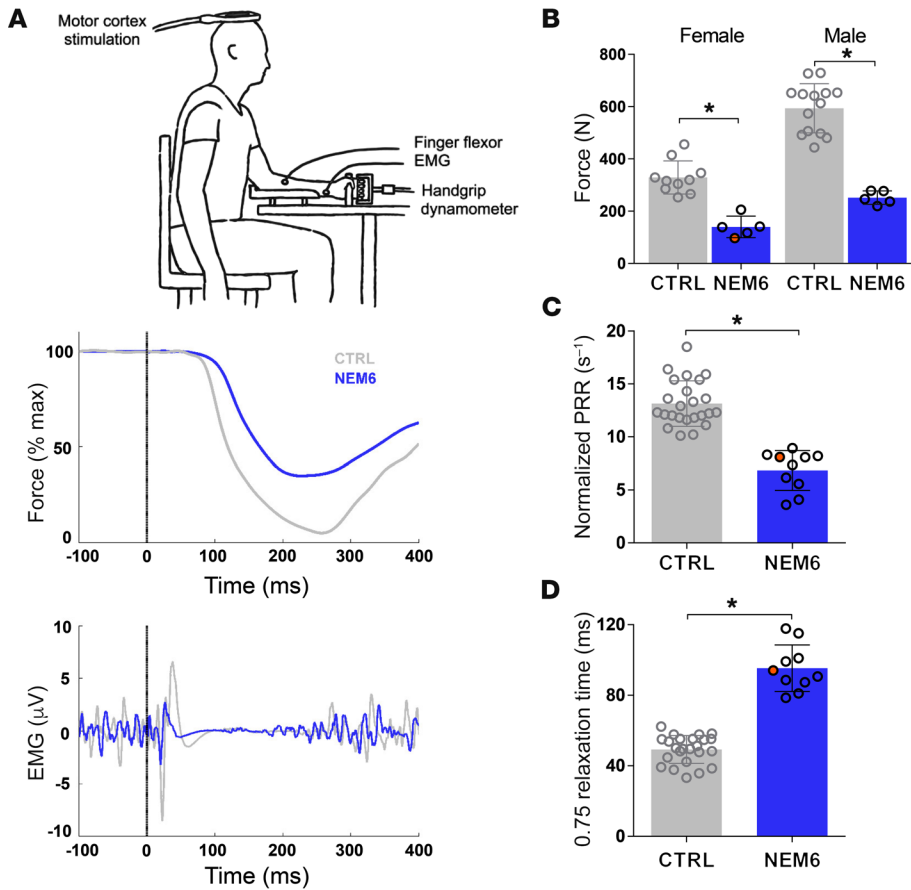 A
Motor cortex
stimulation
Finger flexor
EMG
Handgrip
dynamometer
Force (% max)
100
50
0
CTRL
NEM6
-100 0 100 200 300 400
Time (ms)
EMG (μV)
10
5
0
-5
-10
-100 0 100 200 300 400
Time (ms)
B
Female Male
* *
Force (N)
800
600
400
200
0
CTRL NEM6 CTRL NEM6
C
*
Normalized PRR (s⁻¹)
20
15
10
5
0
CTRL NEM6
D
*
0.75 relaxation time (ms)
120
80
40
0
CTRL NEM6